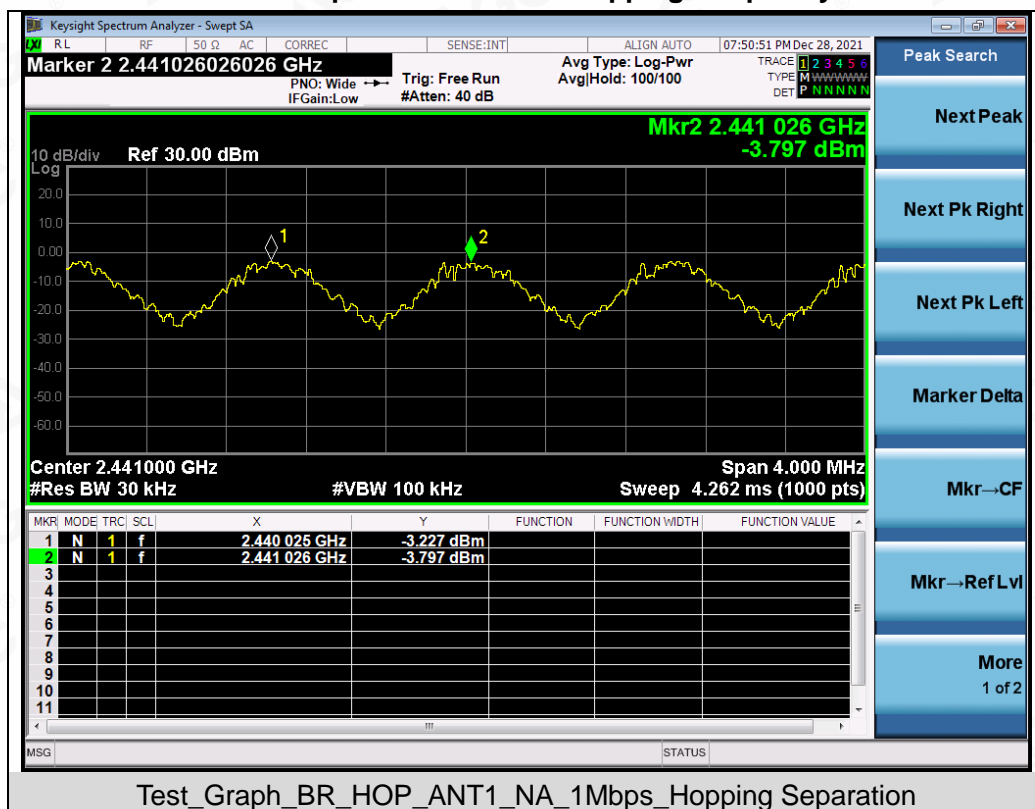 Keysight Spectrum Analyzer - Swept SA
LXI RL RF 50 Ω AC CORREC SENSE:INT ALIGN AUTO 07:50:51 PM Dec 28, 2021
Marker 2 2.441026026026 GHz
PNO: Wide
IFGain:Low
Trig: Free Run
#Atten: 40 dB
Avg Type: Log-Pwr
Avg|Hold: 100/100
TRACE 1 2 3 4 5 6
TYPE M WWWWW
DET P N N N N N
Peak Search
Next Peak
Next Pk Right
Next Pk Left
Marker Delta
Mkr→CF
Mkr→Ref Lvl
More
1 of 2
Mkr2 2.441 026 GHz
-3.797 dBm
10 dB/div Ref 30.00 dBm
Log
20.0
10.0
0.00
-10.0
-20.0
-30.0
-40.0
-50.0
-60.0
1
2
Center 2.441000 GHz Span 4.000 MHz
#Res BW 30 kHz #VBW 100 kHz Sweep 4.262 ms (1000 pts)
MKR MODE TRC SCL X Y FUNCTION FUNCTION WIDTH FUNCTION VALUE
1 N 1 f 2.440 025 GHz -3.227 dBm
2 N 1 f 2.441 026 GHz -3.797 dBm
3
4
5
6
7
8
9
10
11
MSG STATUS
Test_Graph_BR_HOP_ANT1_NA_1Mbps_Hopping Separation